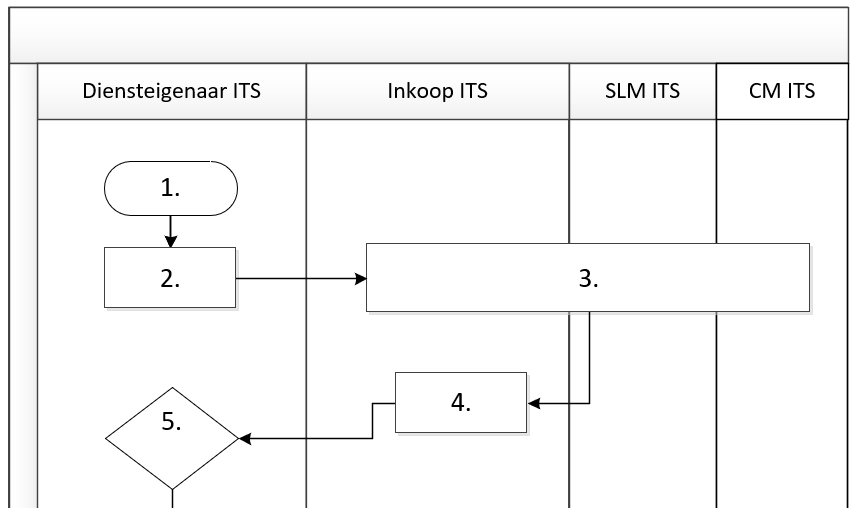 Diensteigenaar ITS
Inkoop ITS
SLM ITS
CM ITS
1.
2.
3.
4.
5.